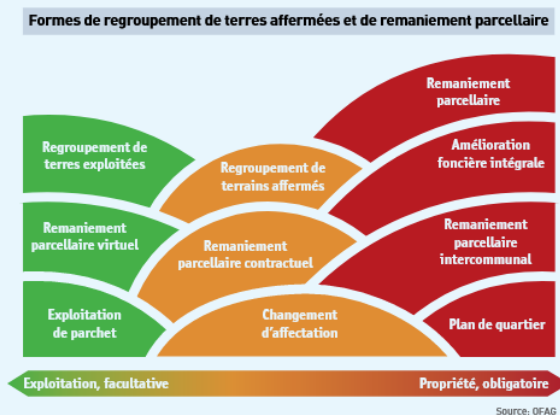 Formes de regroupement de terres affermées et de remaniement parcellaire
Remaniement
parcellaire
Regroupement de
terres exploitées
Regroupement de
terrains affermés
Amélioration
foncière intégrale
Remaniement
parcellaire virtuel
Remaniement
parcellaire contractuel
Remaniement
parcellaire
intercommunal
Exploitation
de parchet
Changement
d’affectation
Plan de quartier
Exploitation, facultative
Propriété, obligatoire
Source: OFAG